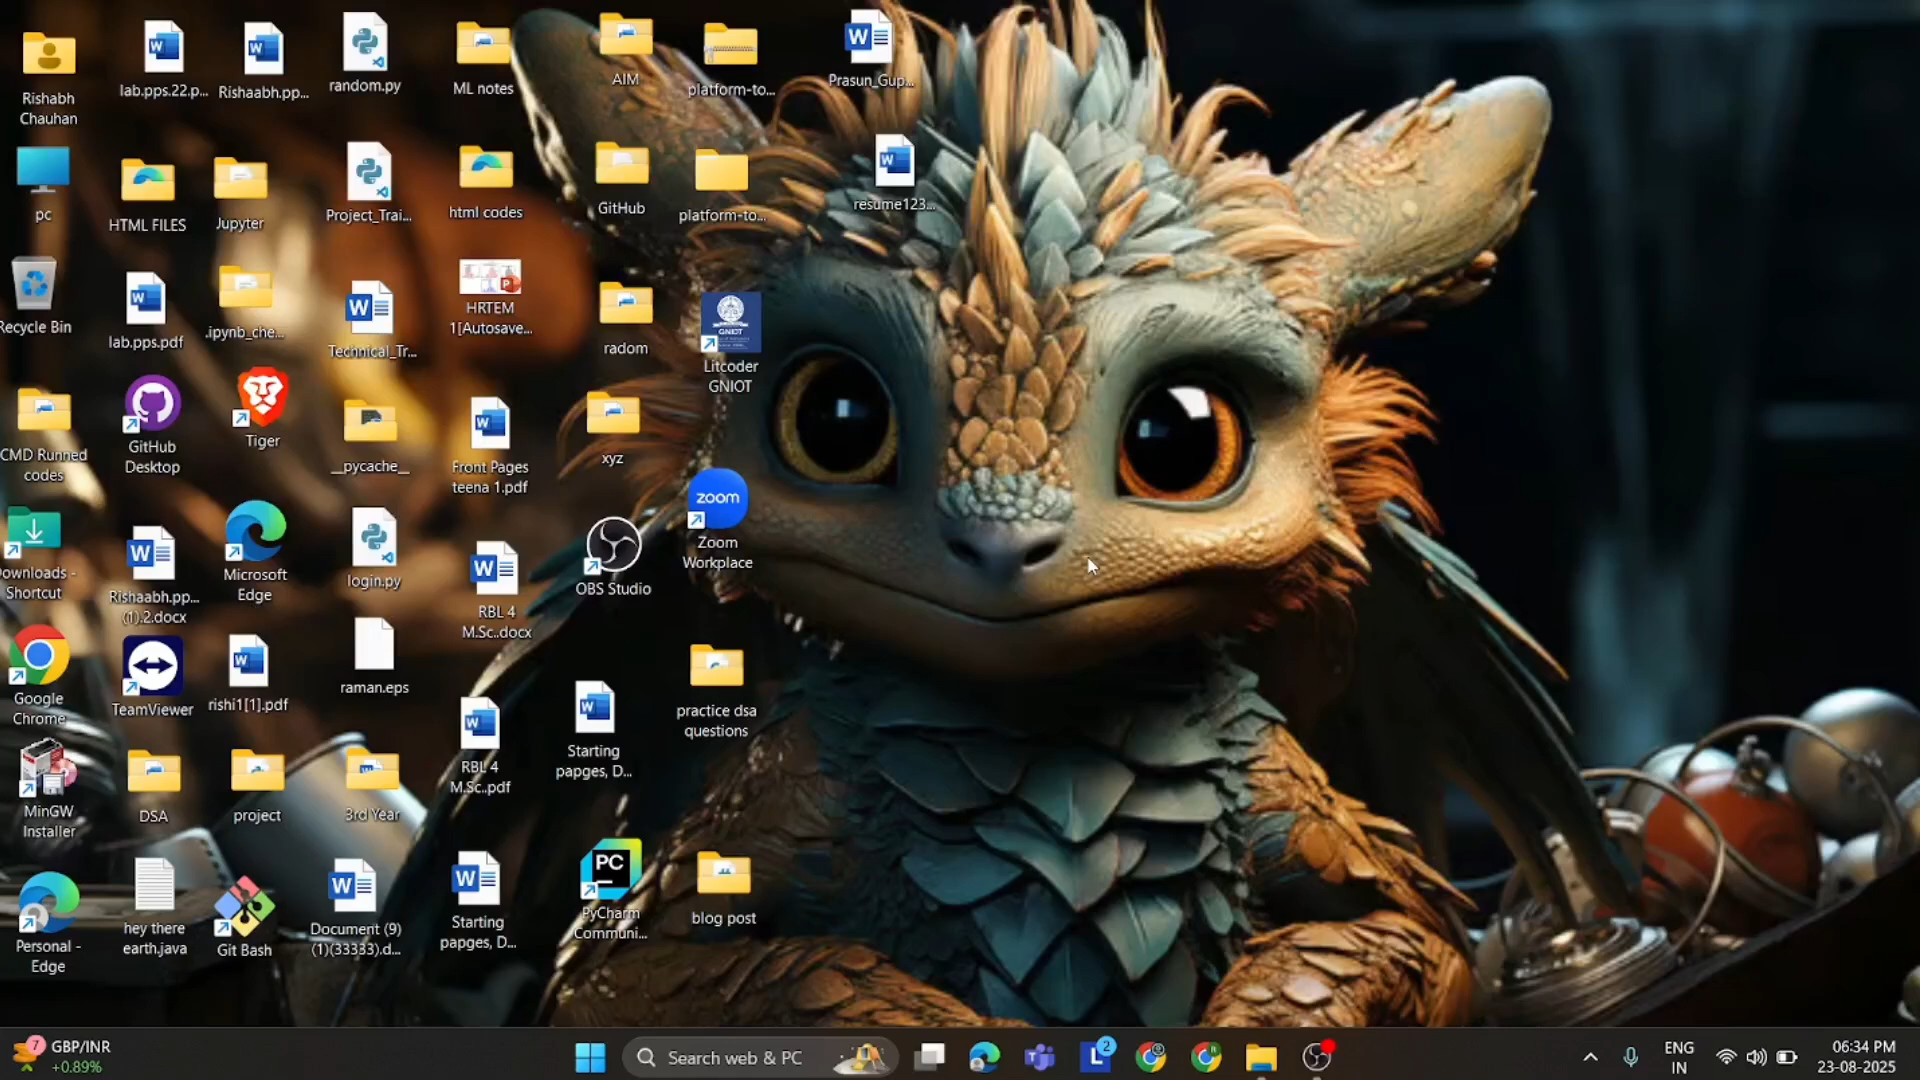 Rishabh
Chauhan
lab.pps.22.p...
Rishaabh.pp...
random.py
ML notes
AIM
platform-to...
Prasun_Gup...
pc
HTML FILES
Jupyter
Project_Trai...
html codes
GitHub
platform-to...
resume123...
Recycle Bin
lab.pps.pdf
.ipynb_che...
Technical_Tr...
HRTEM
1[Autosave...
radom
GNIOT
Litcoder
GNIOT
CMD Runned
codes
GitHub
Desktop
Tiger
__pycache__
Front Pages
teena 1.pdf
xyz
zoom
Zoom
Workplace
ownloads -
Shortcut
Rishaabh.pp...
(1).2.docx
Microsoft
Edge
login.py
RBL 4
M.Sc..docx
OBS Studio
Google
Chrome
TeamViewer
rishi1[1].pdf
raman.eps
RBL 4
M.Sc..pdf
Starting
papges, D...
practice dsa
questions
MinGW
Installer
DSA
project
3rd Year
Personal -
Edge
hey there
earth.java
Git Bash
Document (9)
(1)(33333).d...
Starting
papges, D...
PC
PyCharm
Communi...
blog post
7
GBP/INR
+0.89%
Search web & PC
L
2
ENG
IN
06:34 PM
23-08-2025